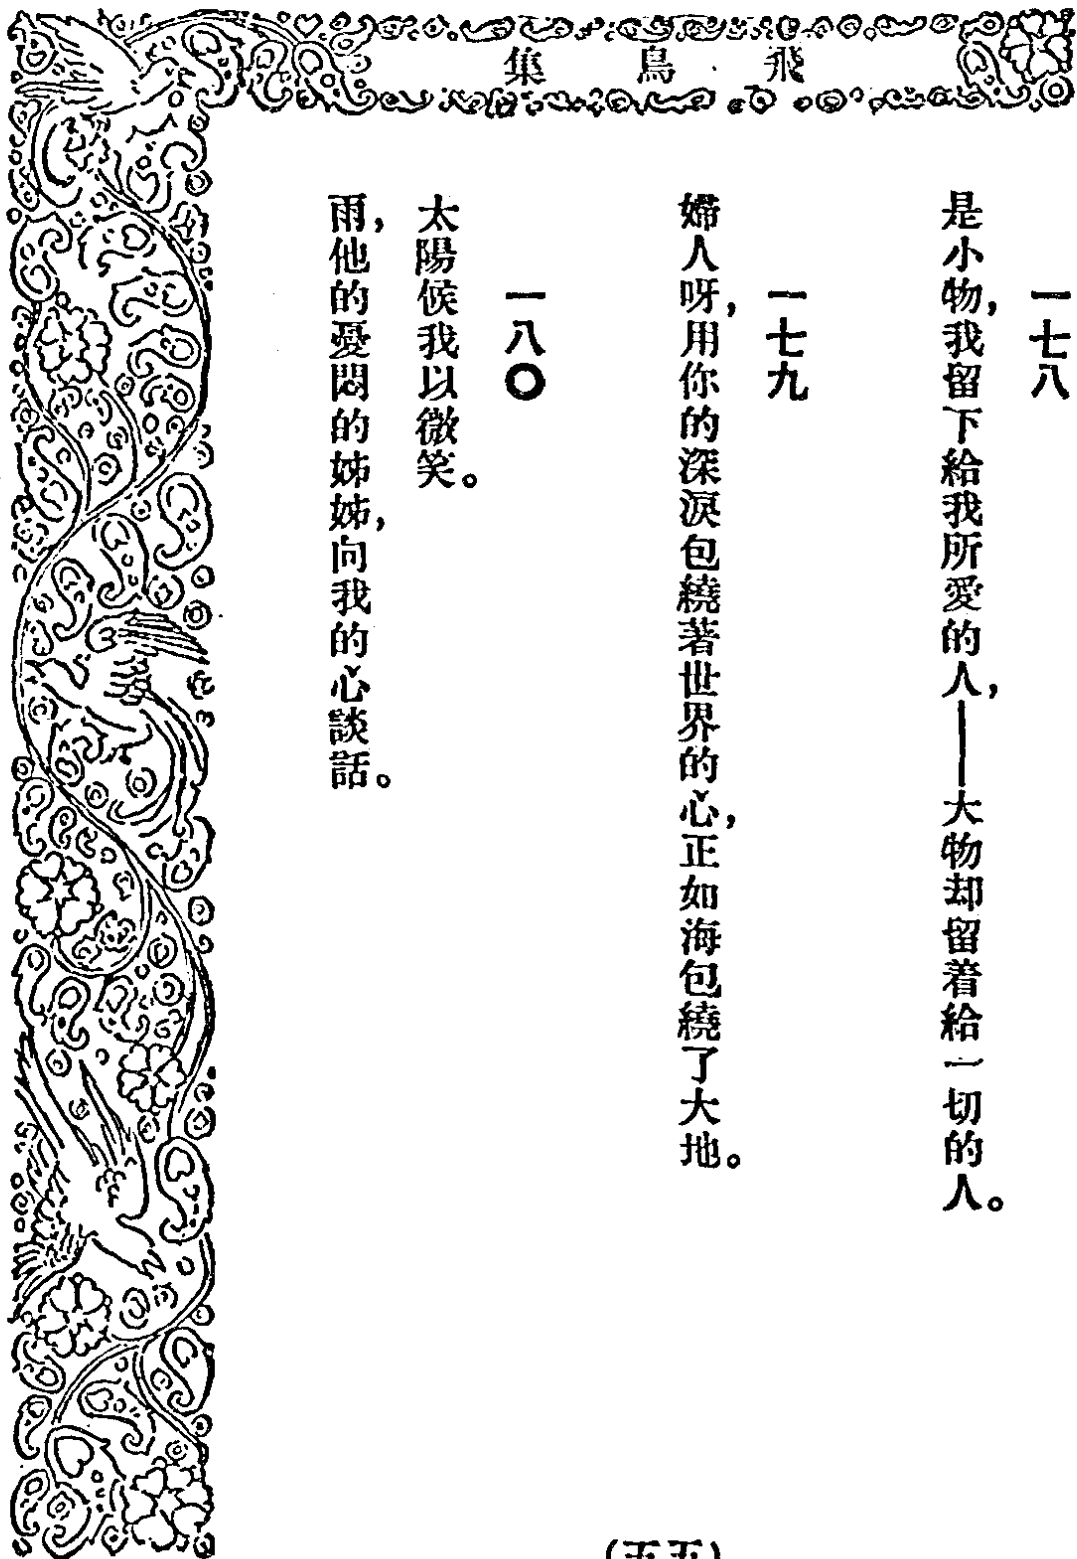 飛鳥集
一七八
是小物，我留下給我所愛的人，——大物却留着給一切的人。
一七九
婦人呀，用你的深淚包繞著世界的心，正如海包繞了大地。
一八〇
太陽候我以微笑。
雨，他的憂悶的姊姊，向我的心談話。
(五五)